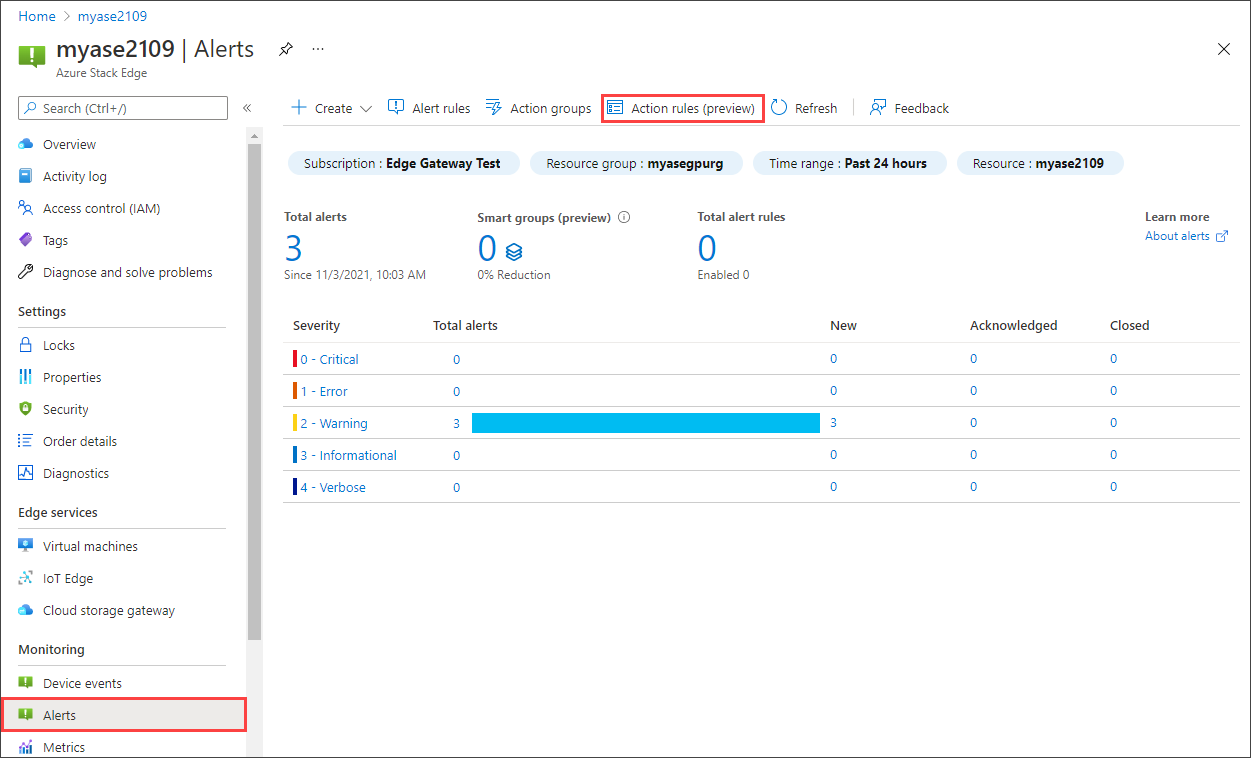 Home > myase2109
myase2109 | Alerts ...
Azure Stack Edge
Search (Ctrl+/) «
Overview
Activity log
Access control (IAM)
Tags
Diagnose and solve problems
Settings
Locks
Properties
Security
Order details
Diagnostics
Edge services
Virtual machines
IoT Edge
Cloud storage gateway
Monitoring
Device events
Alerts
Metrics
Create Alert rules Action groups Action rules (preview) Refresh Feedback
Subscription : Edge Gateway Test Resource group : myasegpurg Time range : Past 24 hours Resource : myase2109
Total alerts Smart groups (preview) Total alert rules Learn more
3 0 0 About alerts
Since 11/3/2021, 10:03 AM 0% Reduction Enabled 0
Severity Total alerts New Acknowledged Closed
0 - Critical 0 0 0 0
1 - Error 0 0 0 0
2 - Warning 3 3 0 0
3 - Informational 0 0 0 0
4 - Verbose 0 0 0 0